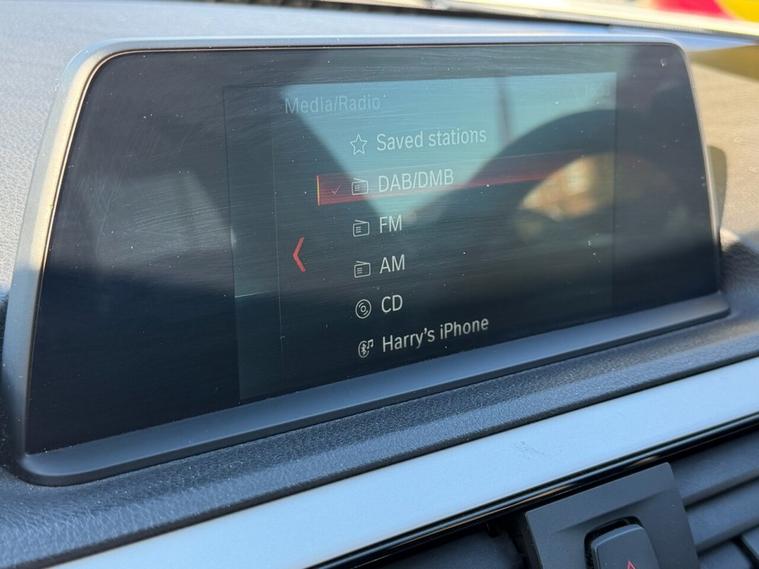 Media/Radio
Saved stations
DAB/DMB
FM
AM
CD
Harry's iPhone